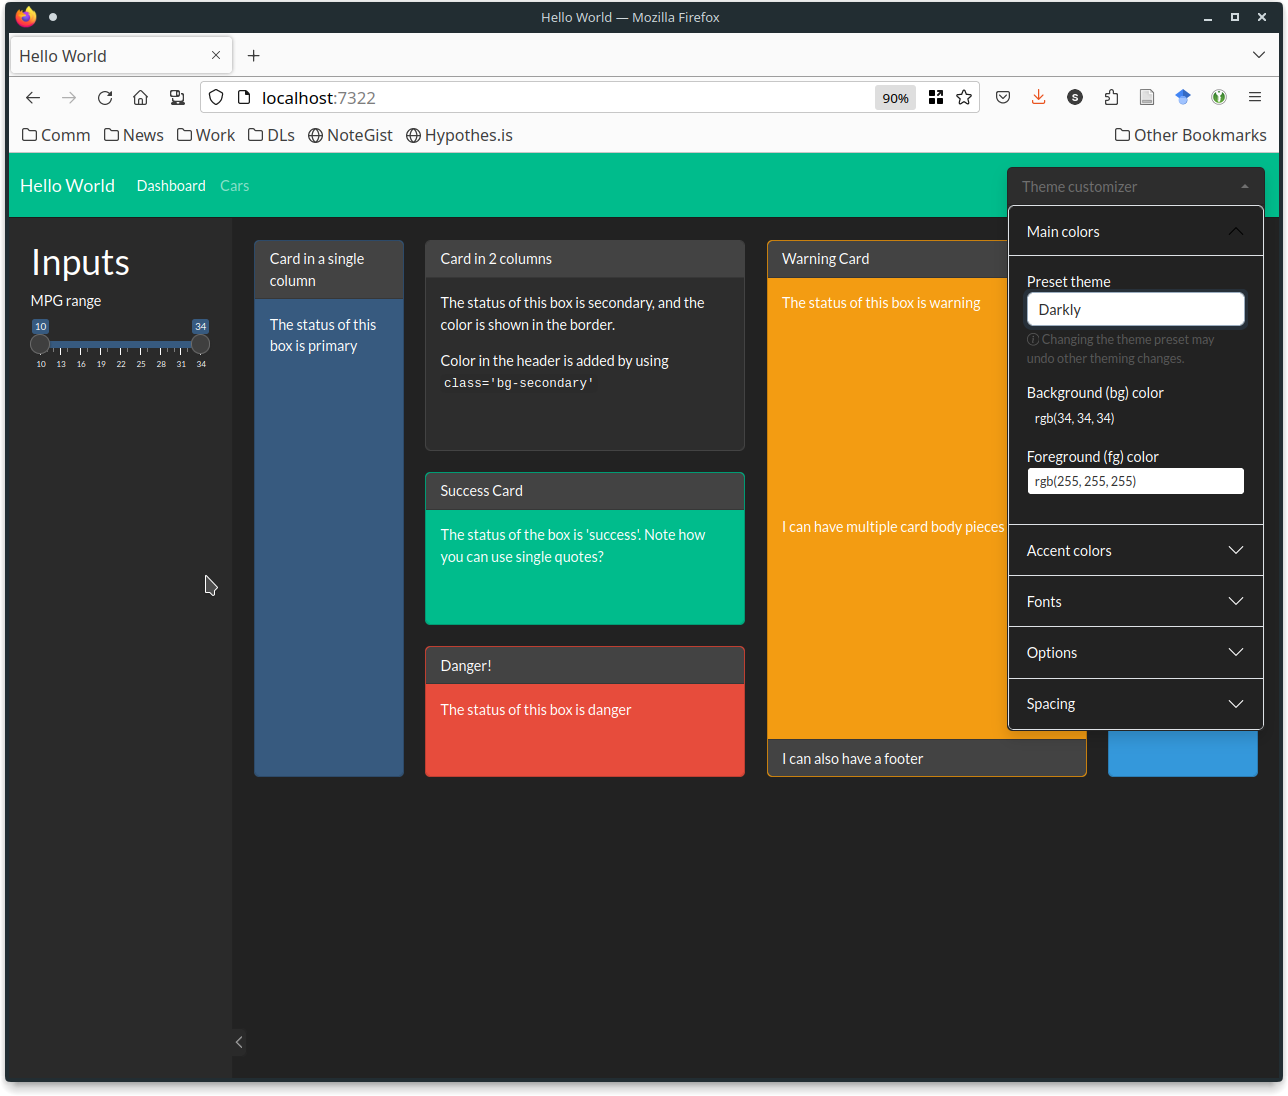 Hello World — Mozilla Firefox
Hello World
localhost:7322
90%
S
Comm
News
Work
DLs
NoteGist
Hypothes.is
Other Bookmarks
Hello World
Dashboard
Cars
Theme customizer
Inputs
MPG range
10
34
10 13 16 19 22 25 28 31 34
Card in a single
column
The status of this
box is primary
Card in 2 columns
The status of this box is secondary, and the
color is shown in the border.
Color in the header is added by using
class='bg-secondary'
Success Card
The status of the box is 'success'. Note how
you can use single quotes?
Danger!
The status of this box is danger
Warning Card
The status of this box is warning
I can have multiple card body pieces
I can also have a footer
Main colors
Preset theme
Darkly
Changing the theme preset may
undo other theming changes.
Background (bg) color
rgb(34, 34, 34)
Foreground (fg) color
rgb(255, 255, 255)
Accent colors
Fonts
Options
Spacing